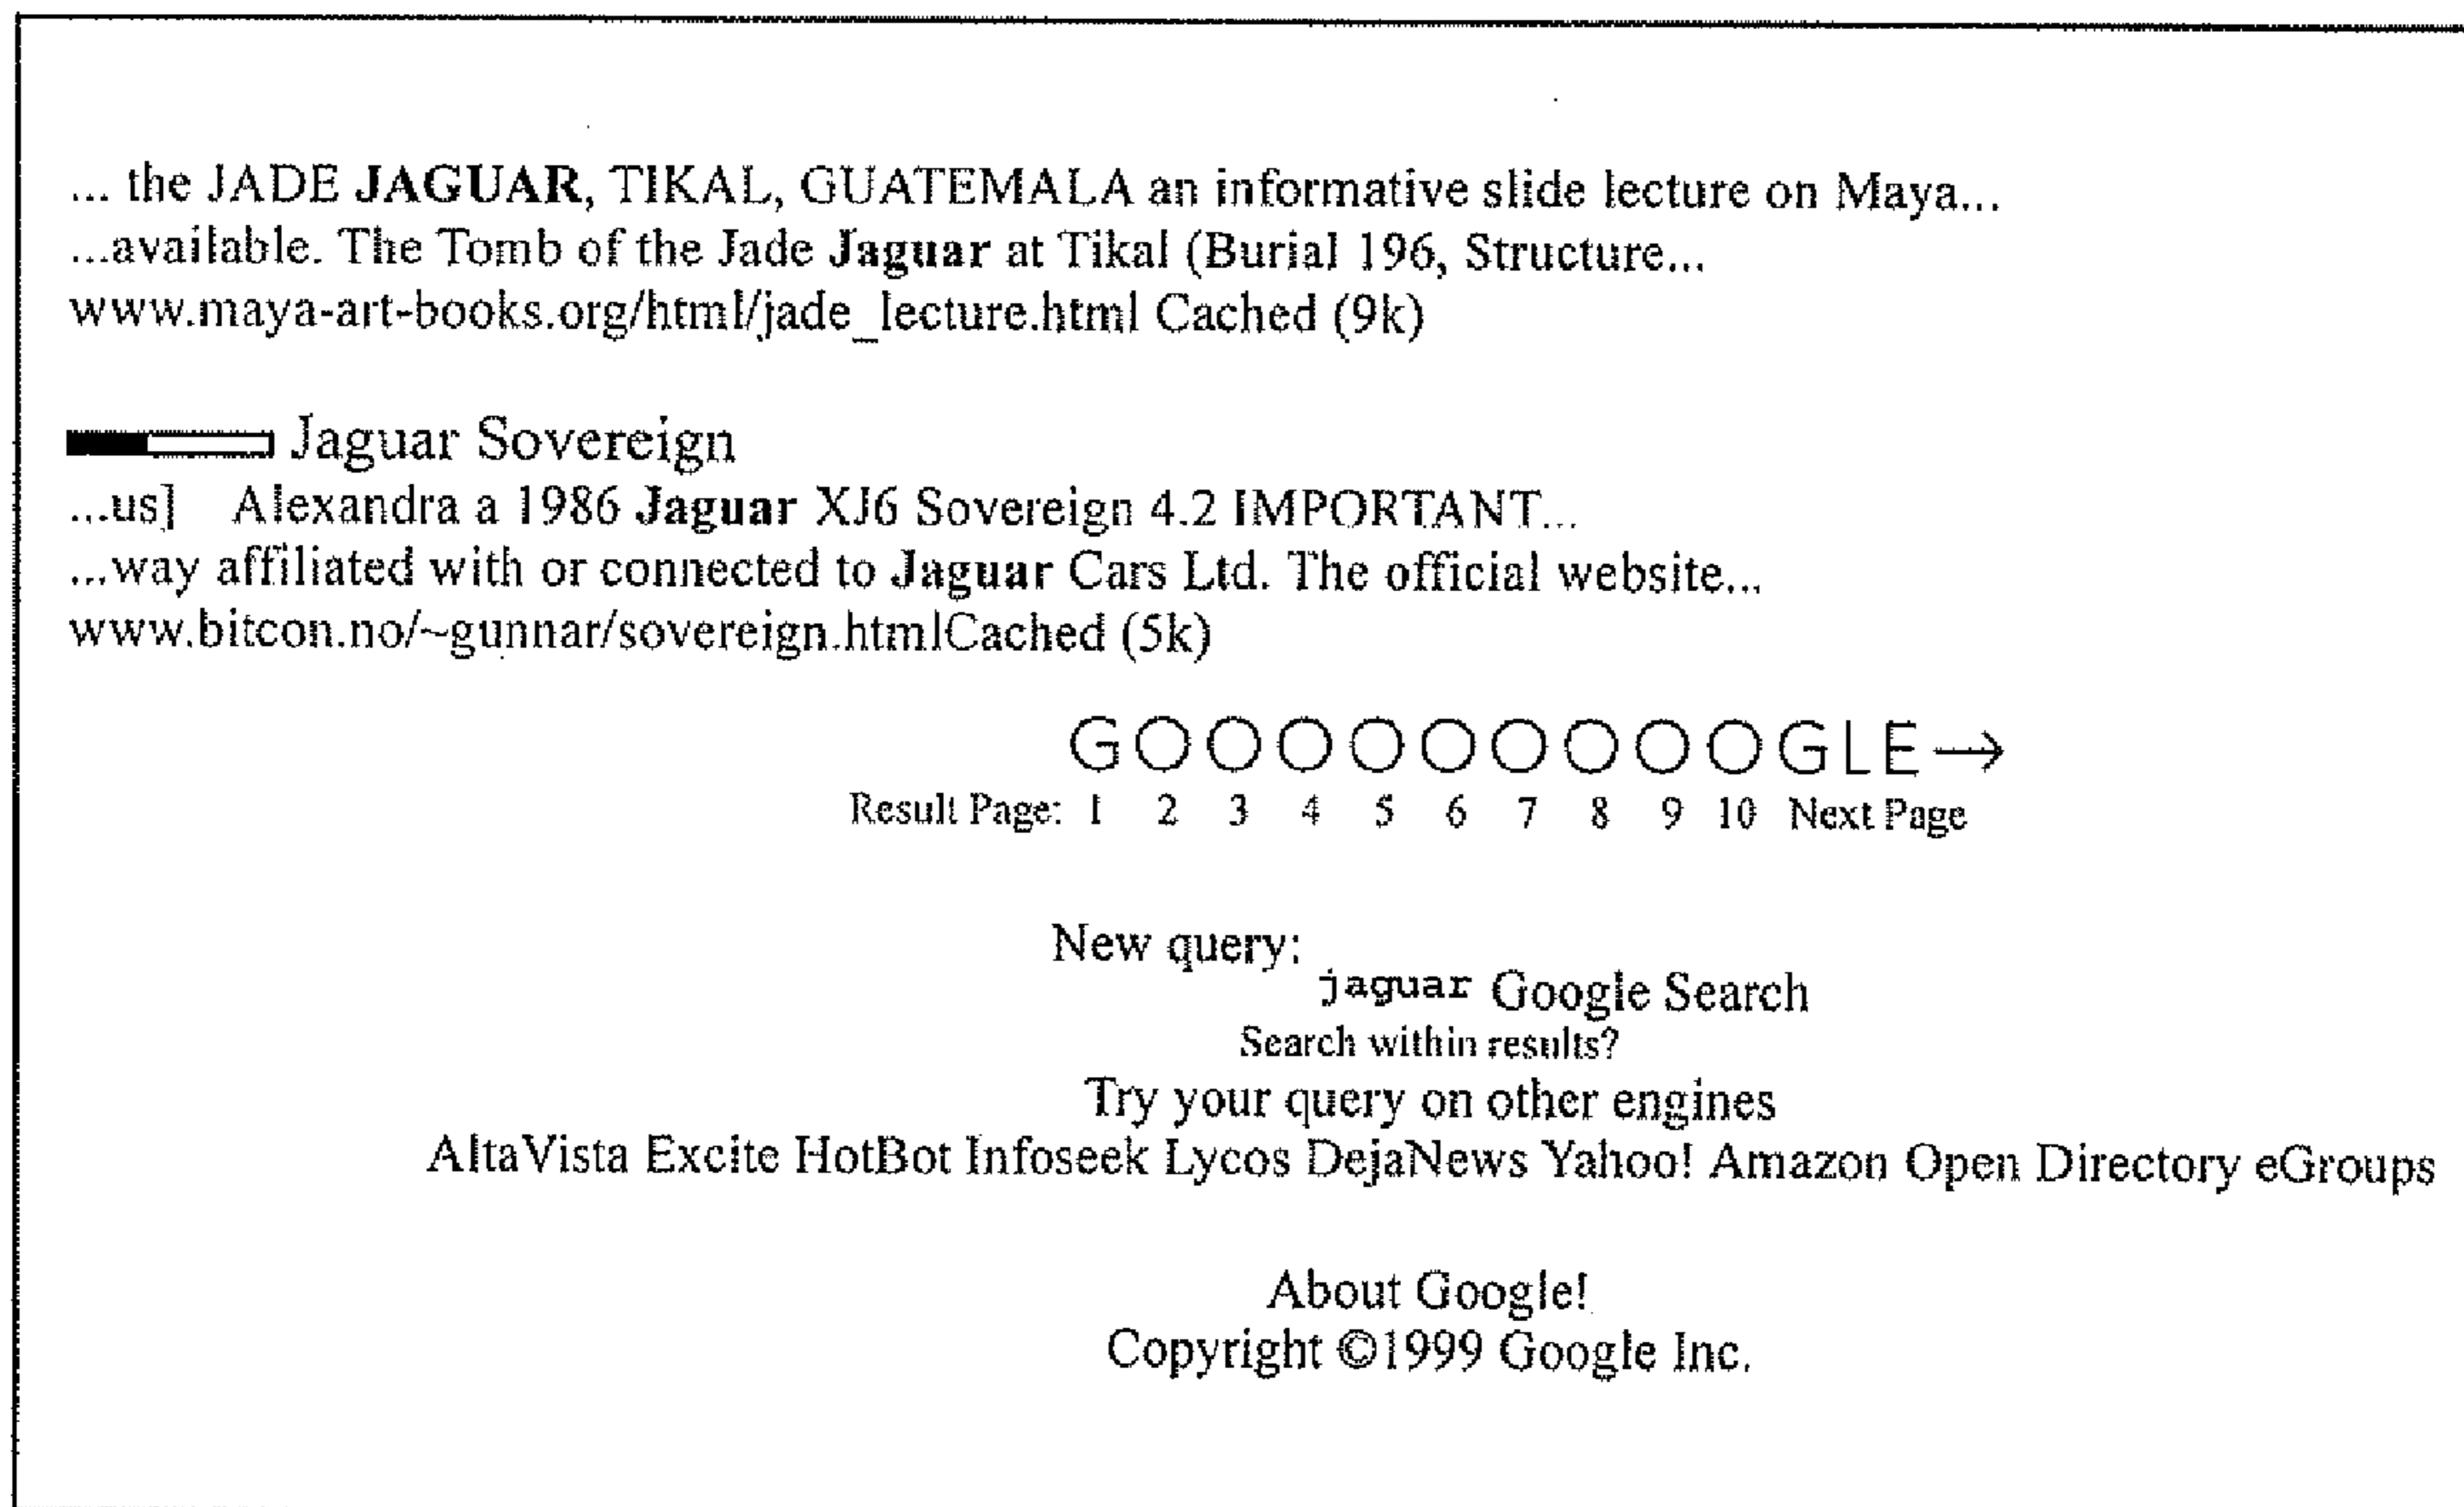 ... the JADE JAGUAR, TIKAL, GUATEMALA an informative slide lecture on Maya...
...available. The Tomb of the Jade Jaguar at Tikal (Burial 196, Structure...
www.maya-art-books.org/html/jade_lecture.html Cached (9k)
Jaguar Sovereign
...us] Alexandra a 1986 Jaguar XJ6 Sovereign 4.2 IMPORTANT...
...way affiliated with or connected to Jaguar Cars Ltd. The official website...
www.bitcon.no/~gunnar/sovereign.htmlCached (5k)
GOOOOOOOOOGLE→
Result Page: 1 2 3 4 5 6 7 8 9 10 Next Page
New query:
jaguar Google Search
Search within results?
Try your query on other engines
AltaVista Excite HotBot Infoseek Lycos DejaNews Yahoo! Amazon Open Directory eGroups
About Google!
Copyright ©1999 Google Inc.